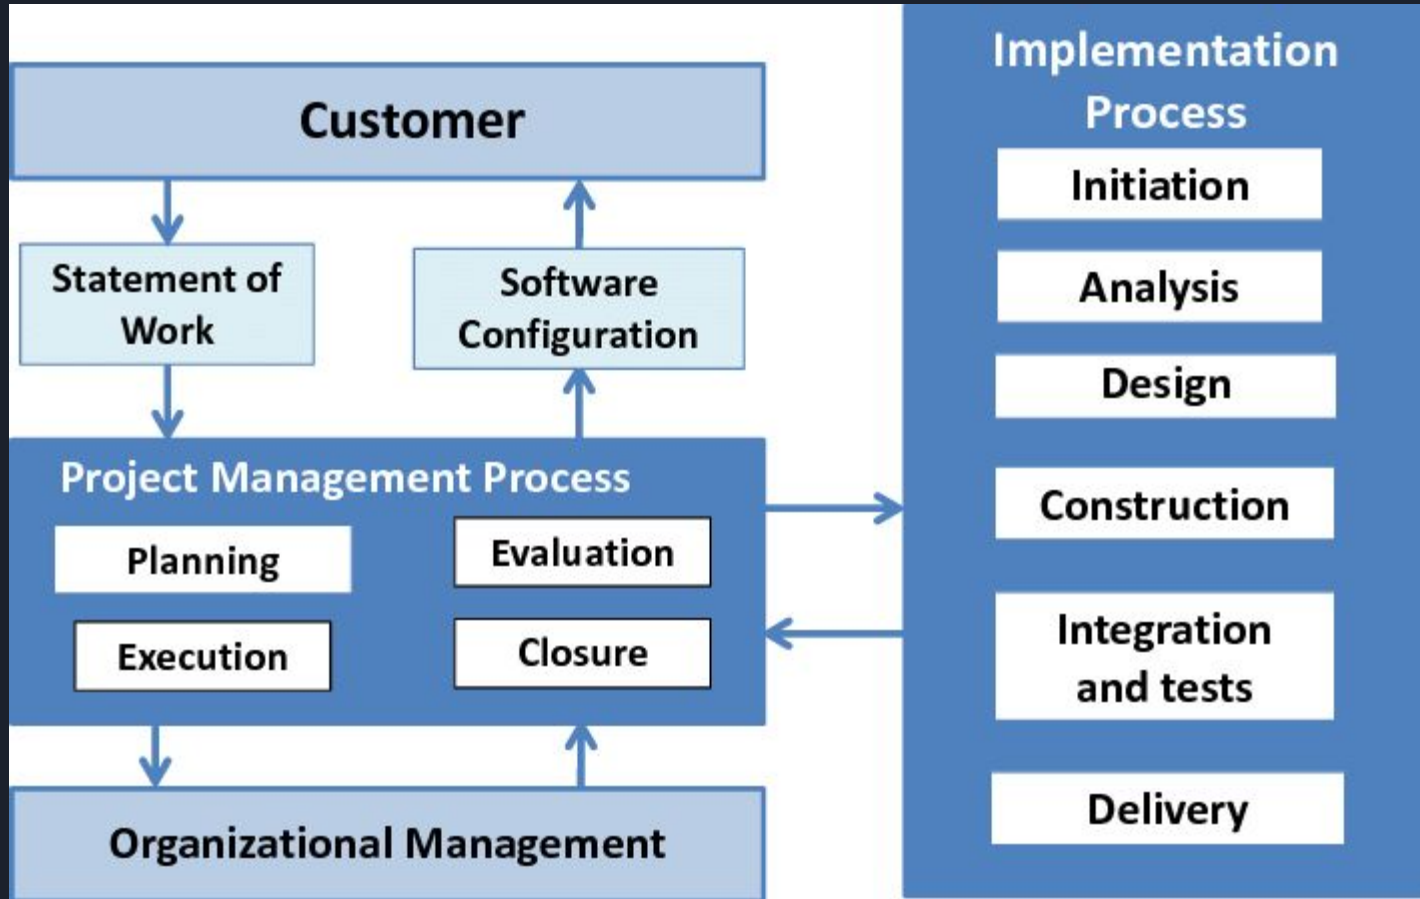 Customer
Statement of
Work
Software
Configuration
Project Management Process
Planning
Evaluation
Execution
Closure
Organizational Management
Implementation
Process
Initiation
Analysis
Design
Construction
Integration
and tests
Delivery